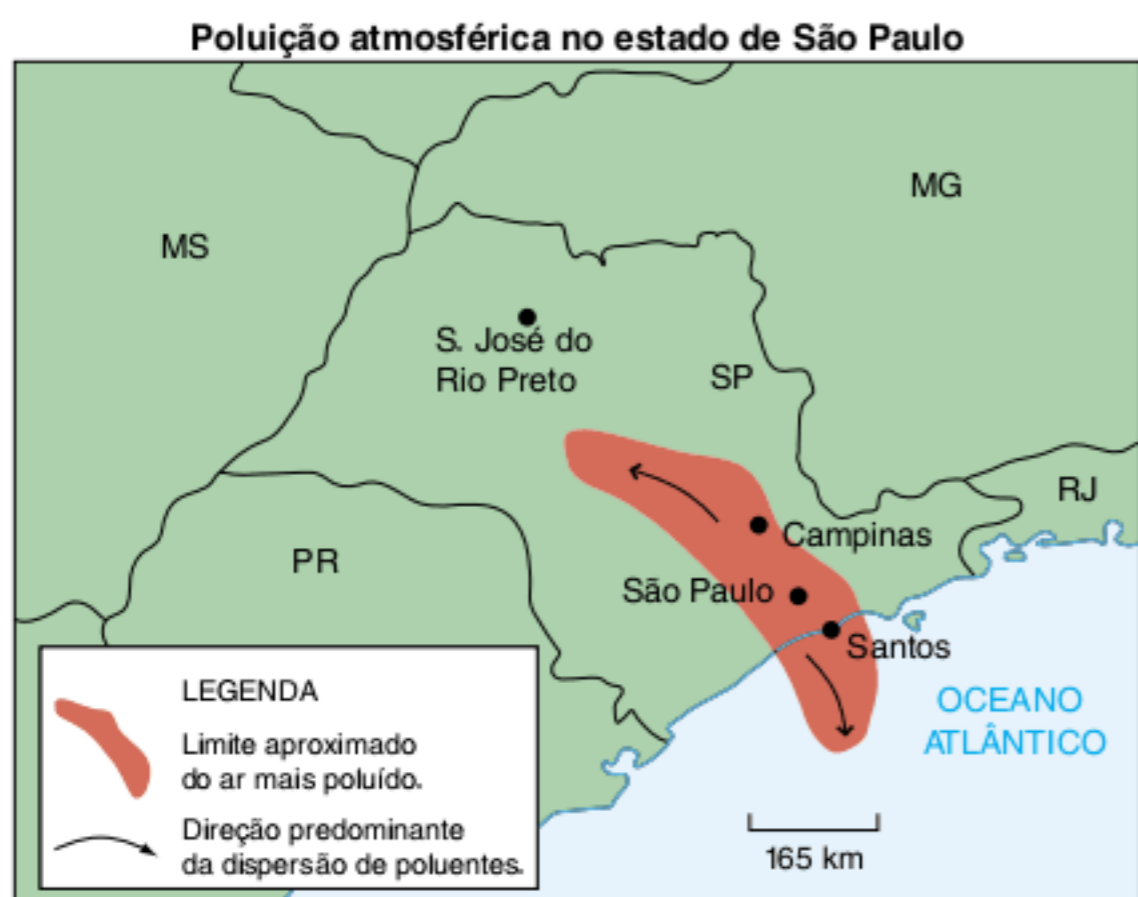 Poluição atmosférica no estado de São Paulo
MG
MS
S. José do
Rio Preto
SP
RJ
Campinas
PR
São Paulo
Santos
OCEANO
ATLÂNTICO
LEGENDA
Limite aproximado
do ar mais poluído.
Direção predominante
da dispersão de poluentes.
165 km